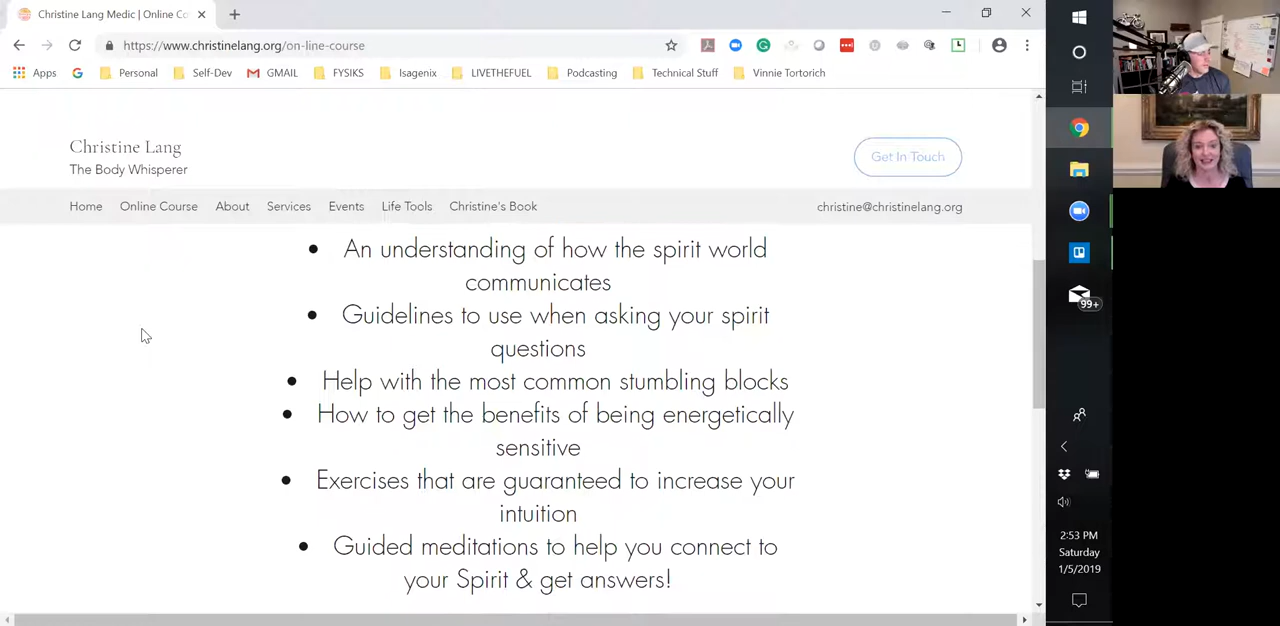 Christine Lang Medic | Online Co
https://www.christinelang.org/on-line-course
Apps Personal Self-Dev GMAIL FYSIKS Isagenix LIVETHEFUEL Podcasting Technical Stuff Vinnie Tortorich
Christine Lang
The Body Whisperer
Get In Touch
Home Online Course About Services Events Life Tools Christine's Book christine@christinelang.org
• An understanding of how the spirit world
communicates
• Guidelines to use when asking your spirit
questions
• Help with the most common stumbling blocks
• How to get the benefits of being energetically
sensitive
• Exercises that are guaranteed to increase your
intuition
• Guided meditations to help you connect to
your Spirit & get answers!
99+
2:53 PM
Saturday
1/5/2019